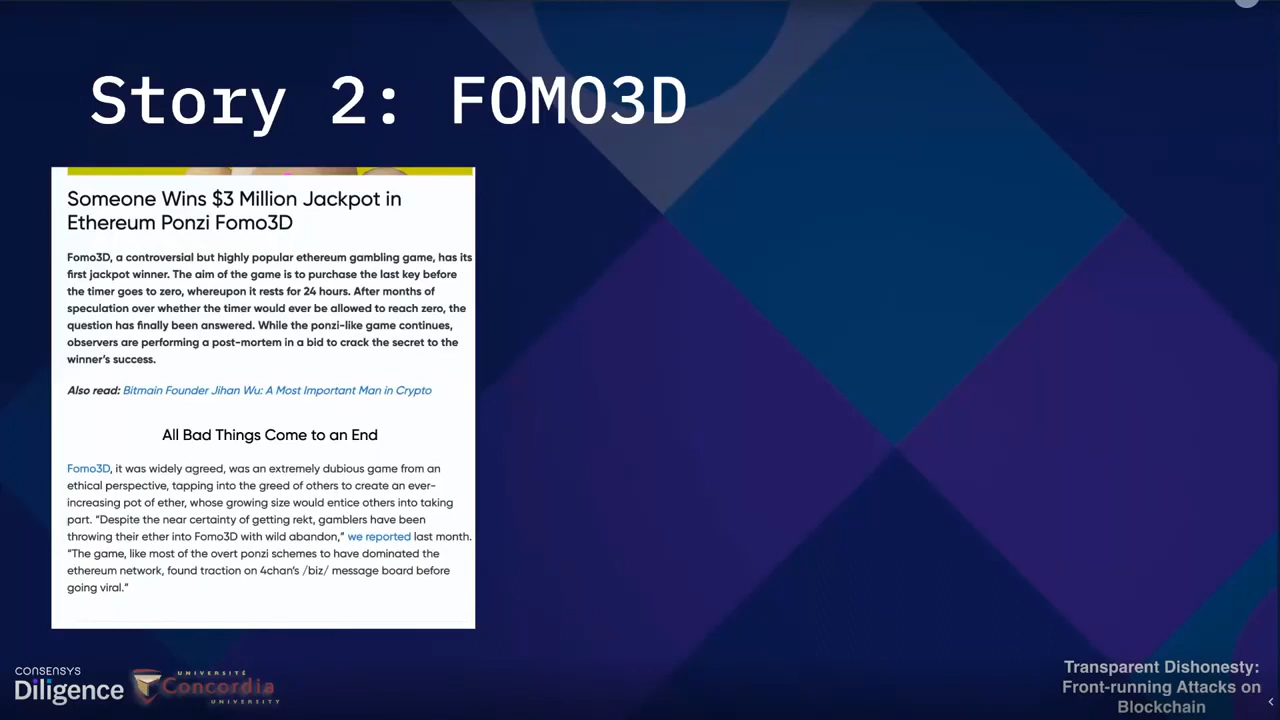 Story 2: FOMO3D
Someone Wins $3 Million Jackpot in
Ethereum Ponzi Fomo3D
Fomo3D, a controversial but highly popular ethereum gambling game, has its
first jackpot winner. The aim of the game is to purchase the last key before
the timer goes to zero, whereupon it rests for 24 hours. After months of
speculation over whether the timer would ever be allowed to reach zero, the
question has finally been answered. While the ponzi-like game continues,
observers are performing a post-mortem in a bid to crack the secret to the
winner's success.
Also read: Bitmain Founder Jihan Wu: A Most Important Man in Crypto
All Bad Things Come to an End
Fomo3D, it was widely agreed, was an extremely dubious game from an
ethical perspective, tapping into the greed of others to create an ever-
increasing pot of ether, whose growing size would entice others into taking
part. “Despite the near certainty of getting rekt, gamblers have been
throwing their ether into Fomo3D with wild abandon,” we reported last month.
“The game, like most of the overt ponzi schemes to have dominated the
ethereum network, found traction on 4chan's /biz/ message board before
going viral.”
CONSENSYS
Diligence
UNIVERSITÉ
Concordia
UNIVERSITY
Transparent Dishonesty:
Front-running Attacks on
Blockchain